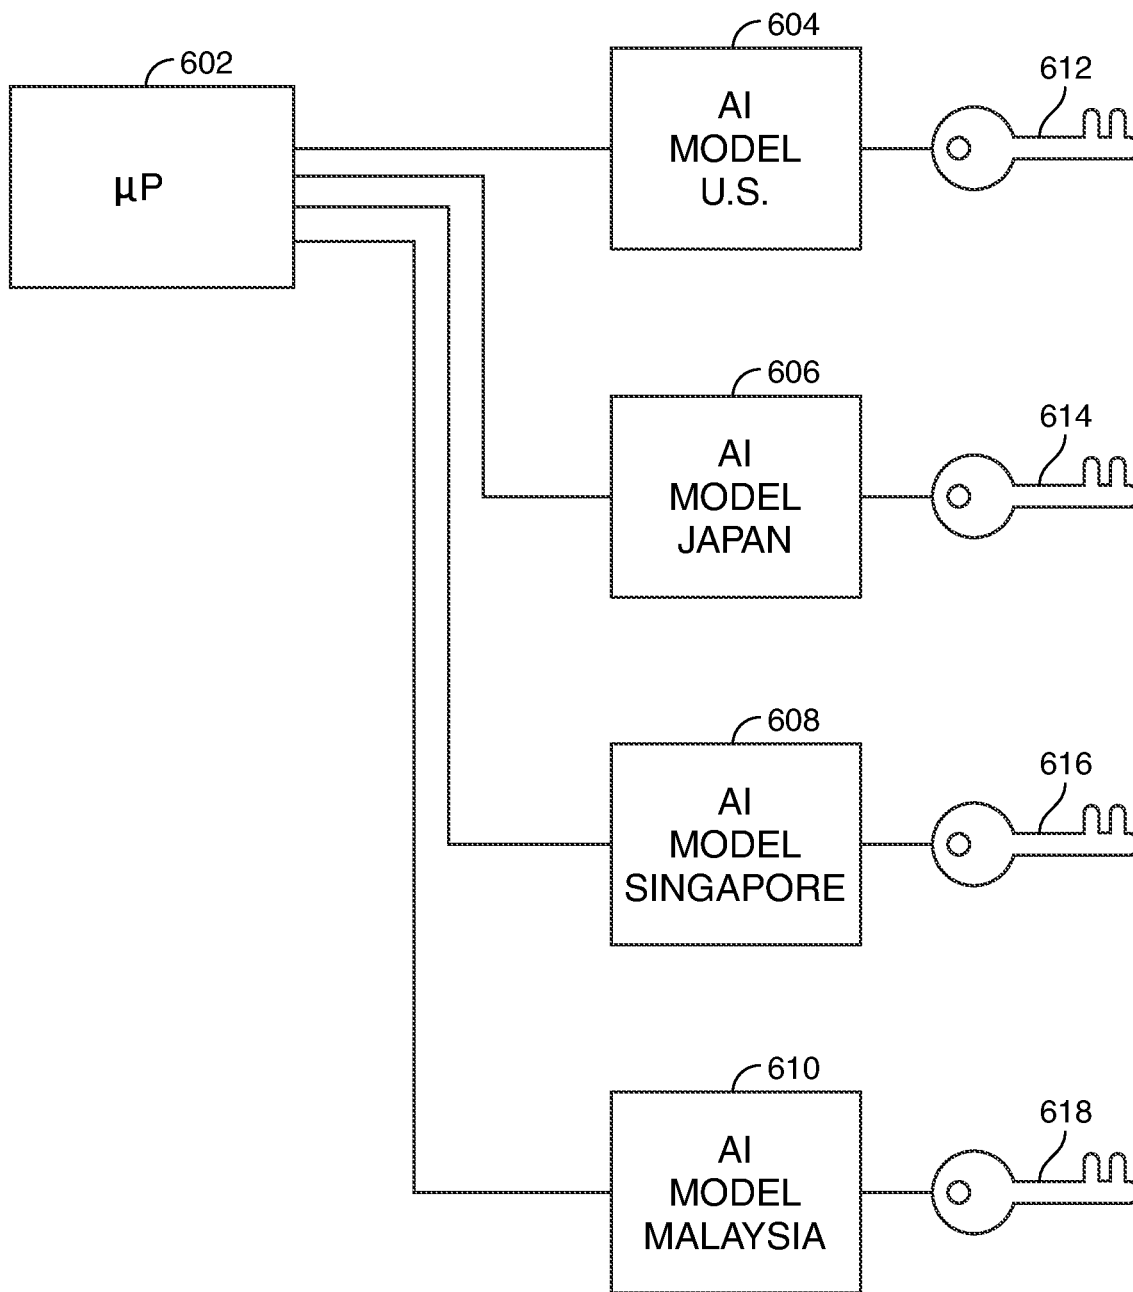 602
µP
604
AI
MODEL
U.S.
612
606
AI
MODEL
JAPAN
614
608
AI
MODEL
SINGAPORE
616
610
AI
MODEL
MALAYSIA
618